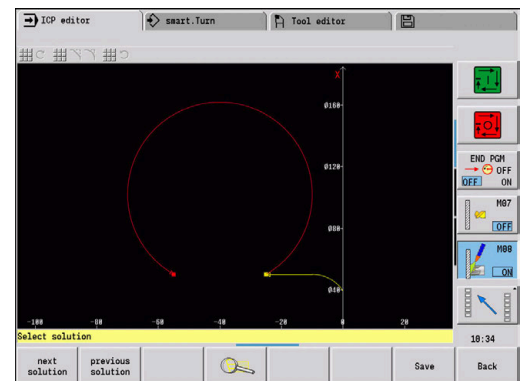 ICP editor
smart.Turn
Tool editor
X
Ø160
Ø120
Ø80
Ø40
-100 -80 -60 -40 -20 0 20
END PGM
OFF
OFF ON
M07
OFF
M08
ON
Select solution
10:34
next solution
previous solution
Save
Back